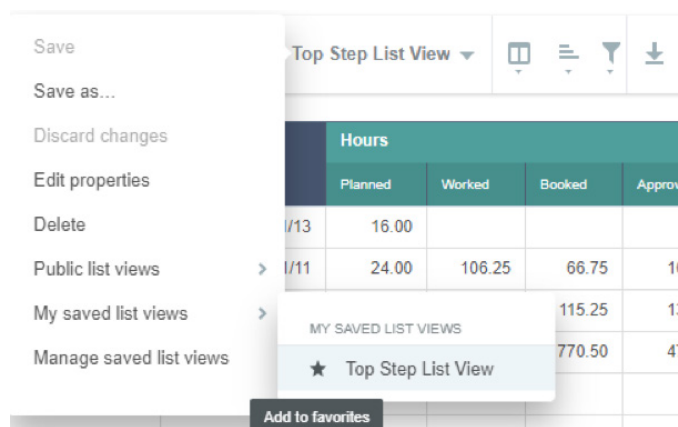 Save
Save as...
Discard changes
Edit properties
Delete
Public list views
My saved list views
Manage saved list views
Top Step List View
Hours
Planned Worked Booked
/13 16.00
/11 24.00 106.25 66.75
115.25
770.50
MY SAVED LIST VIEWS
Top Step List View
Add to favorites